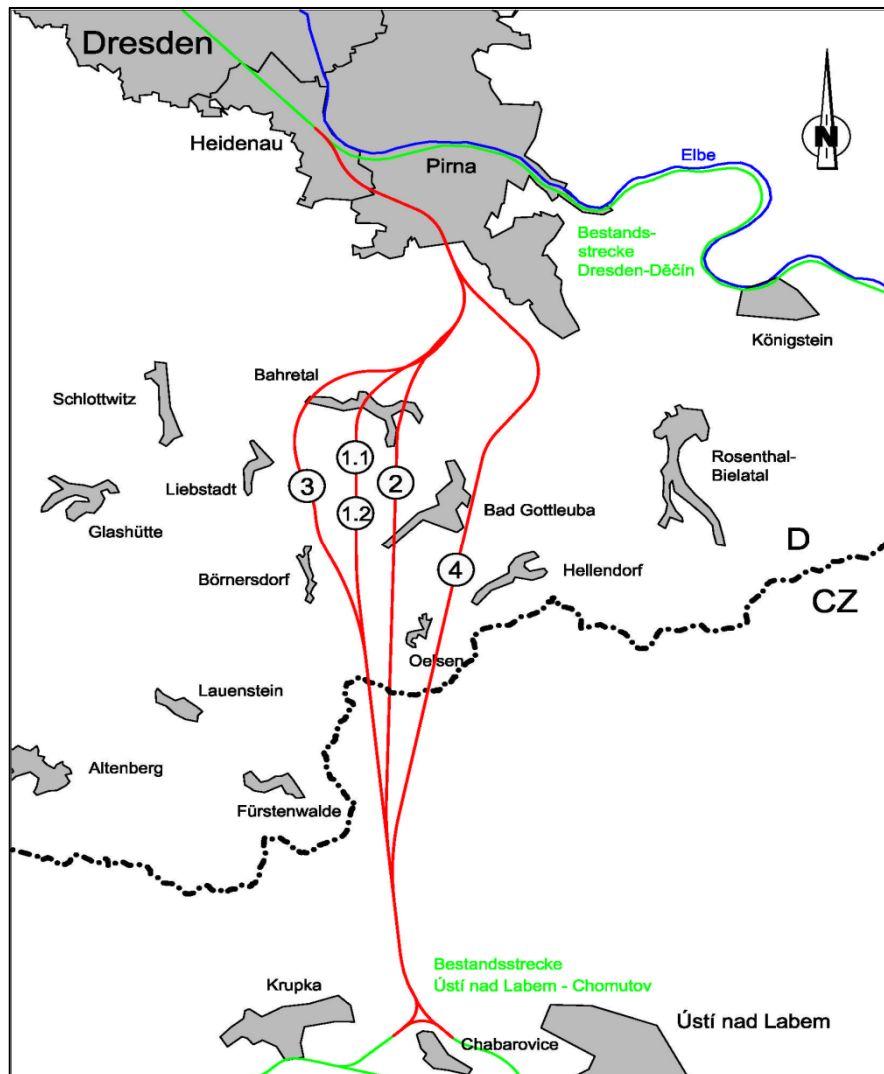 Dresden
N
Heidenau
Pirna
Elbe
Bestands-
strecke
Dresden-Děčín
Königstein
Bahretal
Schlottwitz
1.1
Rosenthal-
Bielatal
3
2
Liebstadt
1.2
Bad Gottleuba
Glashütte
D
4
Hellendorf
Börnersdorf
CZ
Oelsen
Lauenstein
Altenberg
Fürstenwalde
Bestandsstrecke
Ústí nad Labem - Chomutov
Krupka
Ústí nad Labem
Chabarovice